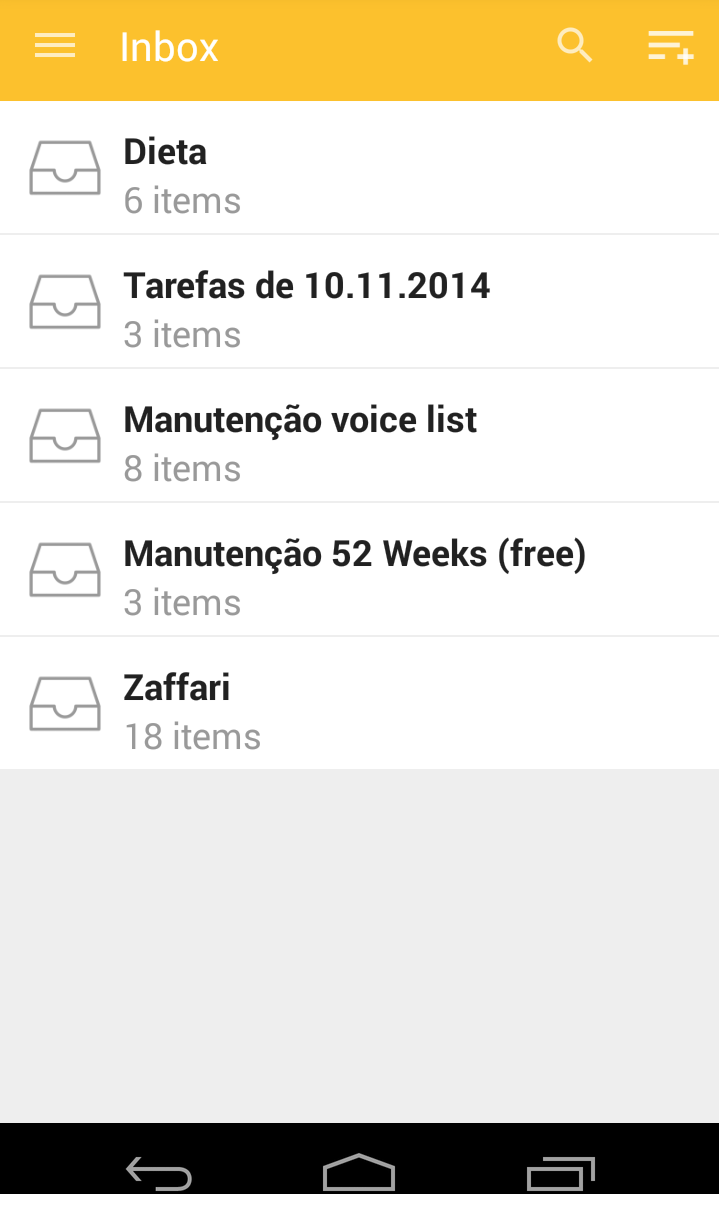 Inbox
Dieta
6 items
Tarefas de 10.11.2014
3 items
Manutenção voice list
8 items
Manutenção 52 Weeks (free)
3 items
Zaffari
18 items